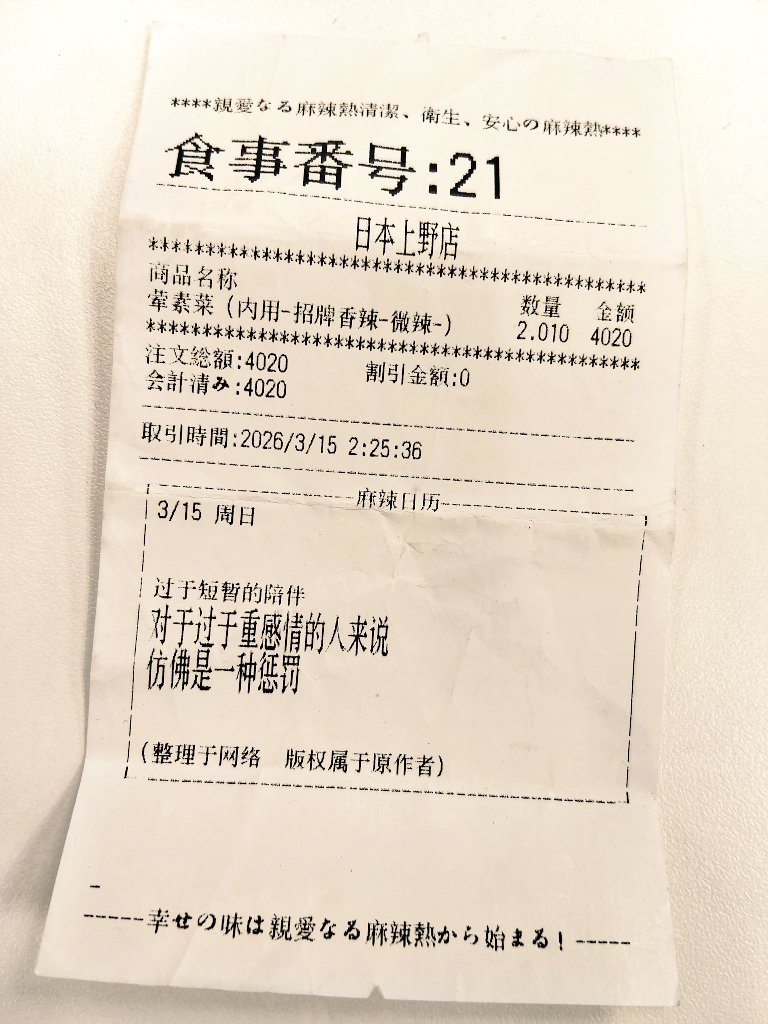 ****親愛なる麻辣熱清潔、衛生、安心の麻辣熱****
食事番号:21
日本上野店
****************************************************
商品名称 数量 金额
荤素菜 (内用-招牌香辣-微辣-) 2.010 4020
****************************************************
注文総額:4020 割引金額:0
会計済み:4020
取引時間:2026/3/15 2:25:36
麻辣日历
3/15 周日
过于短暂的陪伴
对于过于重感情的人来说
仿佛是一种惩罚
(整理于网络 版权属于原作者)
-
-----幸せの味は親愛なる麻辣熱から始まる!-----